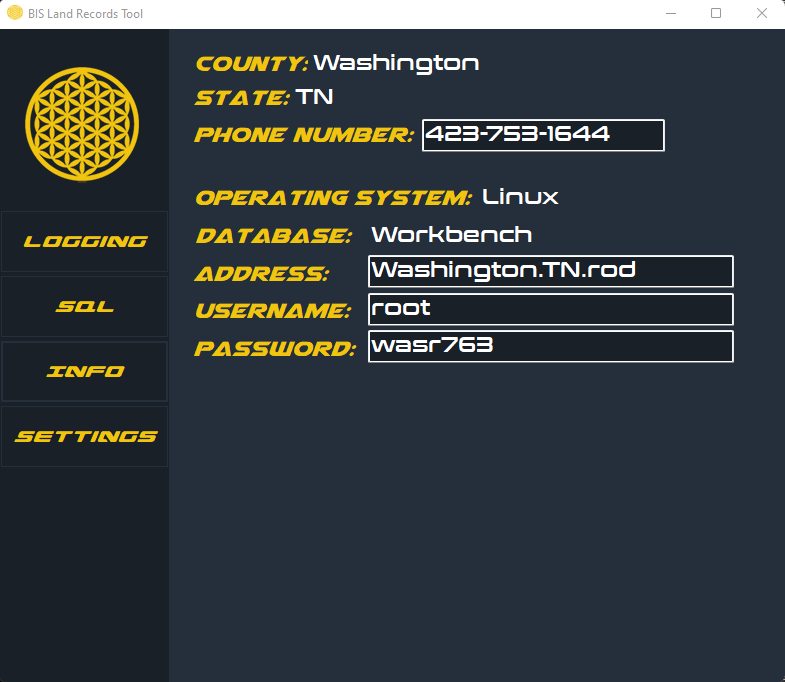 BIS Land Records Tool
COUNTY: Washington
STATE: TN
PHONE NUMBER: 423-753-1644
OPERATING SYSTEM: Linux
DATABASE: Workbench
ADDRESS: Washington.TN.rod
USERNAME: root
PASSWORD: wasr763
LOGGING
SQL
INFO
SETTINGS